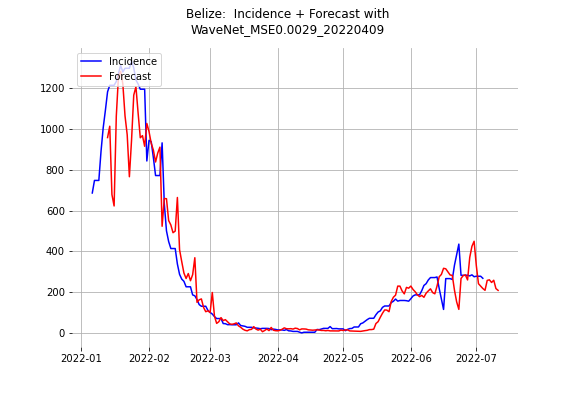 Belize:  Incidence + Forecast with
WaveNet_MSE0.0029_20220409
Incidence
Forecast
1200
1000
800
600
400
200
0
2022-01 2022-02 2022-03 2022-04 2022-05 2022-06 2022-07